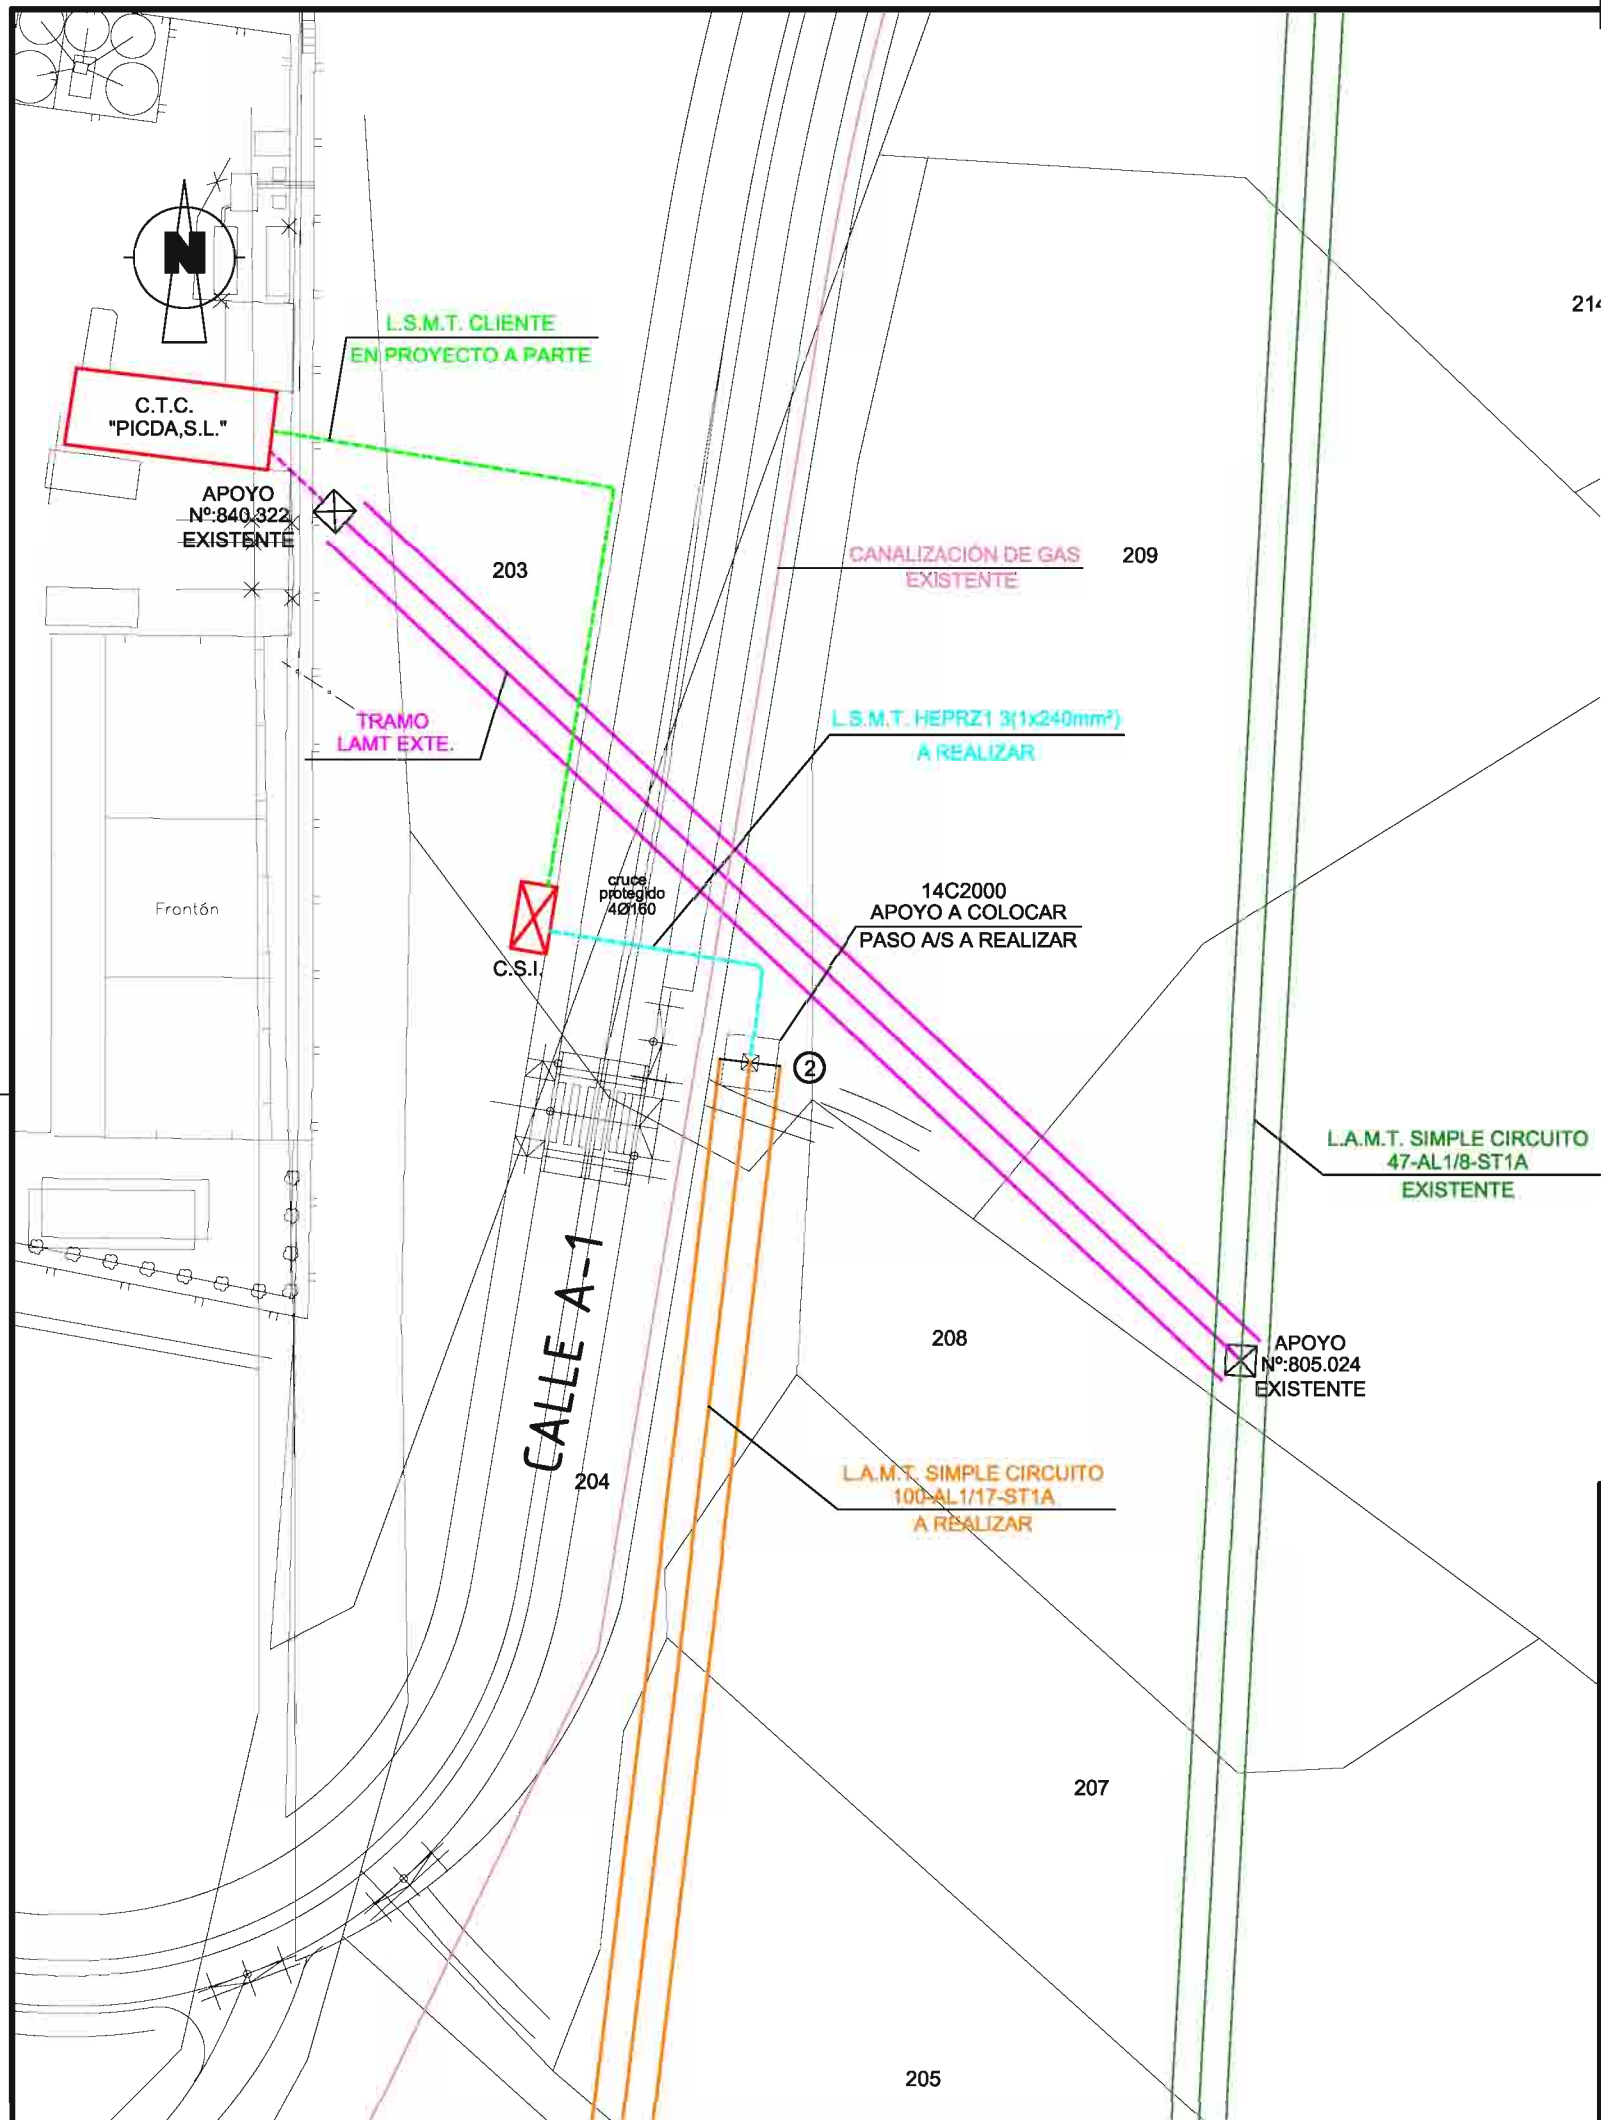 N
214
L.S.M.T. CLIENTE
EN PROYECTO A PARTE
C.T.C.
"PICDA,S.L."
APOYO
Nº:840.322
EXISTENTE
203
CANALIZACIÓN DE GAS
EXISTENTE
209
TRAMO
LAMT EXTE.
L.S.M.T. HEPRZ1 3(1x240mm²)
A REALIZAR
cruce
protegido
4Ø160
14C2000
APOYO A COLOCAR
PASO A/S A REALIZAR
Frontón
C.S.I.
2
L.A.M.T. SIMPLE CIRCUITO
47-AL1/8-ST1A
EXISTENTE
CALLE A-1
208
APOYO
Nº:805.024
EXISTENTE
204
L.A.M.T. SIMPLE CIRCUITO
100-AL1/17-ST1A
A REALIZAR
207
205